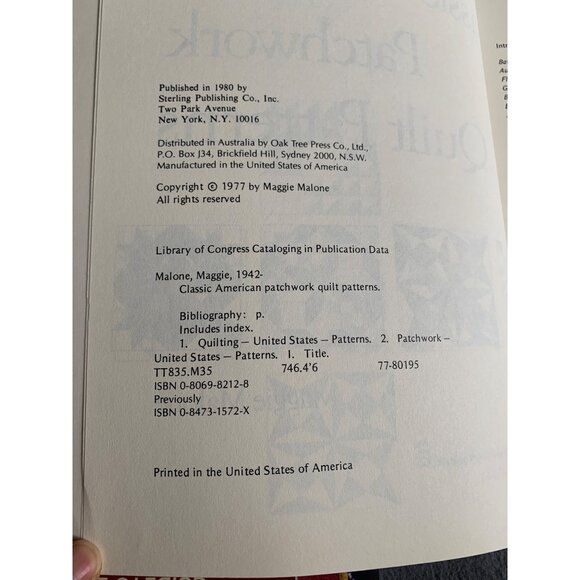 Published in 1980 by
Sterling Publishing Co., Inc.
Two Park Avenue
New York, N.Y. 10016
Distributed in Australia by Oak Tree Press Co., Ltd.,
P.O. Box J34, Brickfield Hill, Sydney 2000, N.S.W.
Manufactured in the United States of America
Copyright © 1977 by Maggie Malone
All rights reserved
Library of Congress Cataloging in Publication Data
Malone, Maggie, 1942-
Classic American patchwork quilt patterns.
Bibliography: p.
Includes index.
1. Quilting — United States — Patterns. 2. Patchwork —
United States — Patterns. I. Title.
TT835.M35 746.4'6 77-80195
ISBN 0-8069-8212-8
Previously
ISBN 0-8473-1572-X
Printed in the United States of America
Patchwork
Quilt Patterns